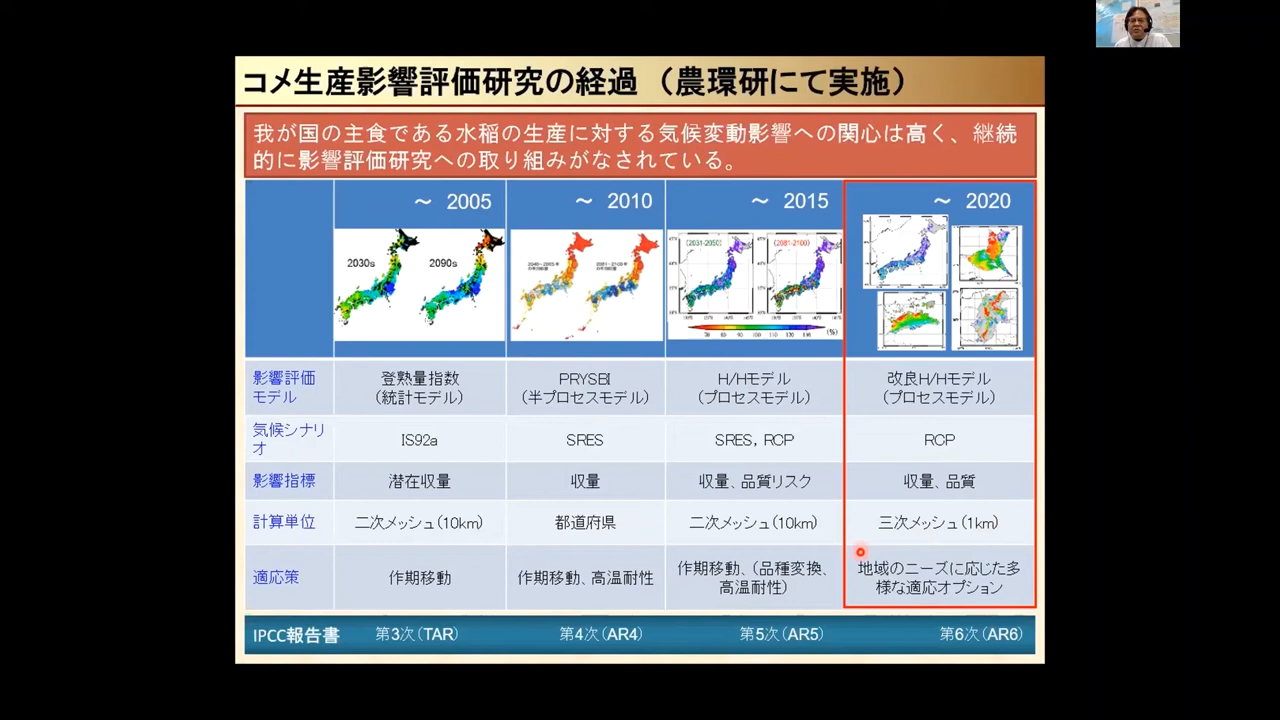 コメ生産影響評価研究の経過 （農環研にて実施）
我が国の主食である水稲の生産に対する気候変動影響への関心は高く、継続
的に影響評価研究への取り組みがなされている。
～ 2005
～ 2010
～ 2015
～ 2020
2030s
2090s
(2031-2050)
(2081-2100)
(%)
影響評価
モデル
登熟量指数
（統計モデル）
PRYSBI
（半プロセスモデル）
H/Hモデル
（プロセスモデル）
改良H/Hモデル
（プロセスモデル）
気候シナリ
オ
IS92a
SRES
SRES, RCP
RCP
影響指標
潜在収量
収量
収量、品質リスク
収量、品質
計算単位
二次メッシュ（10km）
都道府県
二次メッシュ（10km）
三次メッシュ（1km）
適応策
作期移動
作期移動、高温耐性
作期移動、（品種変換、
高温耐性）
地域のニーズに応じた多
様な適応オプション
IPCC報告書
第3次（TAR）
第4次（AR4）
第5次（AR5）
第6次（AR6）